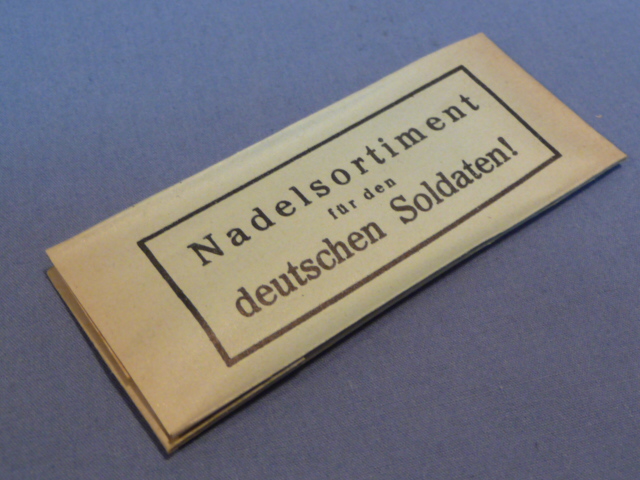 Nadelsortiment
für den
deutschen Soldaten!